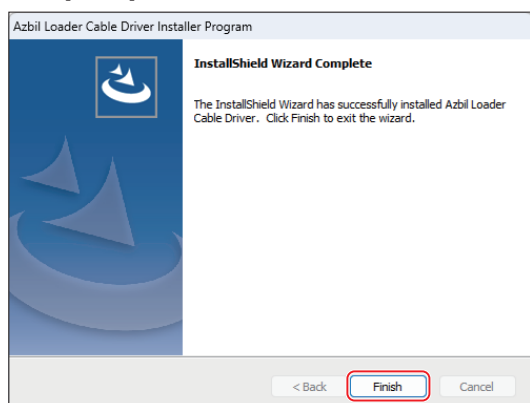 Azbil Loader Cable Driver Installer Program
InstallShield Wizard Complete
The InstallShield Wizard has successfully installed Azbil Loader
Cable Driver. Click Finish to exit the wizard.
< Back
Finish
Cancel